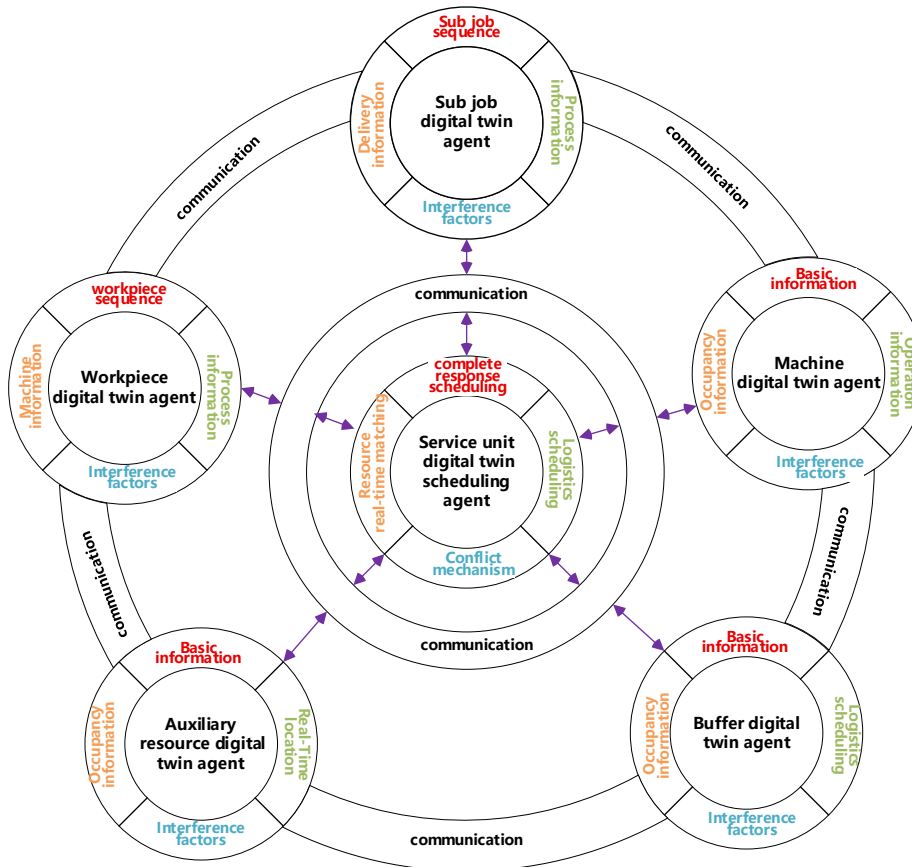 Sub job
sequence
Delivery
information
Sub job
digital twin
agent
Process
information
Interference
factors
communication
communication
workpiece
sequence
Machine
information
Workpiece
digital twin agent
Process
information
Interference
factors
Basic
information
Occupancy
information
Machine
digital twin agent
Operation
information
Interference
factors
communication
complete
response
scheduling
Resource
real-time matching
Service unit
digital twin
scheduling
agent
Logistics
scheduling
Conflict
mechanism
communication
communication
communication
Basic
information
Occupancy
information
Auxiliary
resource digital
twin agent
Real-Time
location
Interference
factors
Basic
information
Occupancy
information
Buffer digital
twin agent
Logistics
scheduling
Interference
factors
communication